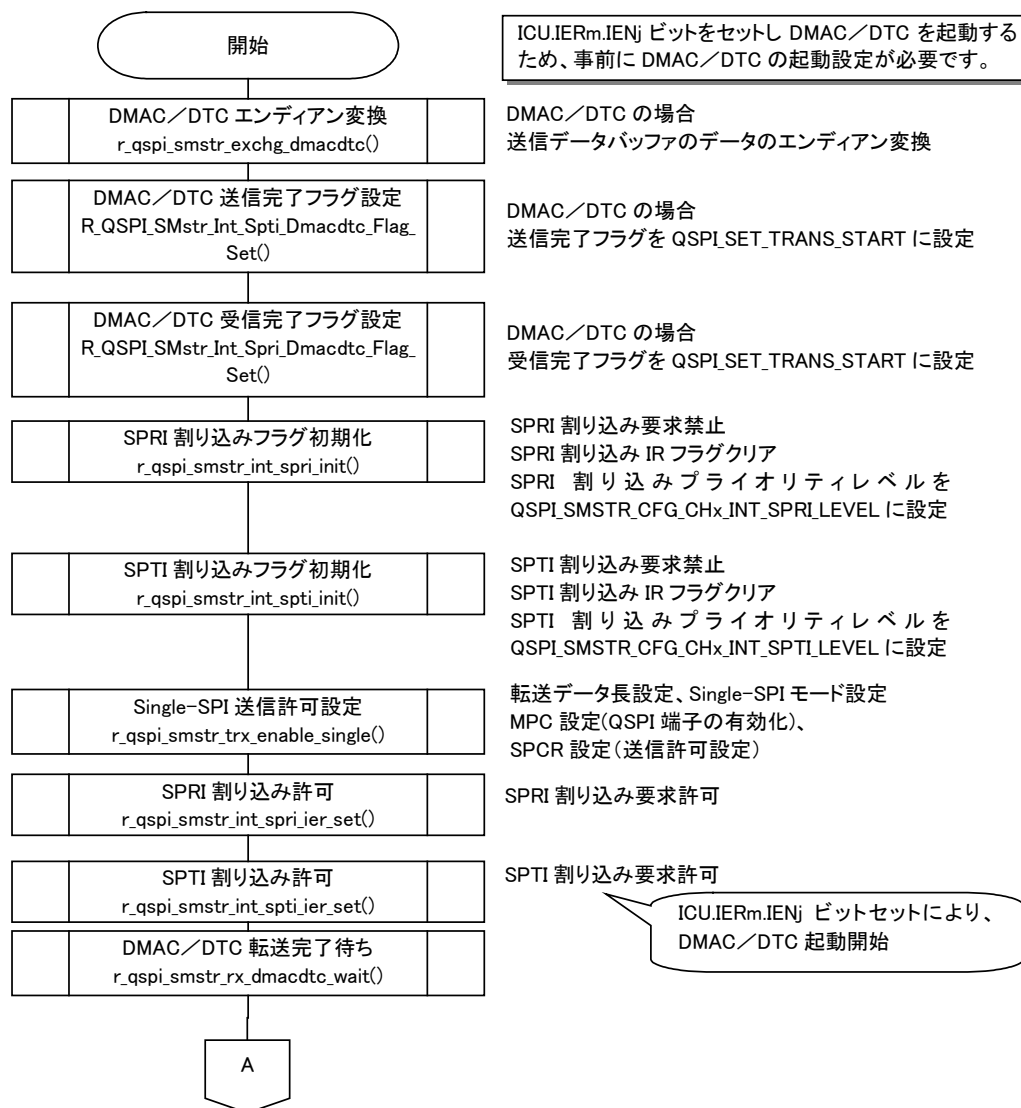 開始
ICU.IERm.IENj ビットをセットし DMAC／DTC を起動する
ため、事前に DMAC／DTC の起動設定が必要です。
DMAC／DTC エンディアン変換
r_qspi_smstr_exchg_dmacdtc()
DMAC／DTC の場合
送信データバッファのデータのエンディアン変換
DMAC／DTC 送信完了フラグ設定
R_QSPI_SMstr_Int_Spti_Dmacdtc_Flag_
Set()
DMAC／DTC の場合
送信完了フラグを QSPI_SET_TRANS_START に設定
DMAC／DTC 受信完了フラグ設定
R_QSPI_SMstr_Int_Spri_Dmacdtc_Flag_
Set()
DMAC／DTC の場合
受信完了フラグを QSPI_SET_TRANS_START に設定
SPRI 割り込みフラグ初期化
r_qspi_smstr_int_spri_init()
SPRI 割り込み要求禁止
SPRI 割り込み IR フラグクリア
SPRI 割り込みプライオリティレベルを
QSPI_SMSTR_CFG_CHx_INT_SPRI_LEVEL に設定
SPTI 割り込みフラグ初期化
r_qspi_smstr_int_spti_init()
SPTI 割り込み要求禁止
SPTI 割り込み IR フラグクリア
SPTI 割り込みプライオリティレベルを
QSPI_SMSTR_CFG_CHx_INT_SPTI_LEVEL に設定
Single-SPI 送信許可設定
r_qspi_smstr_trx_enable_single()
転送データ長設定、Single-SPI モード設定
MPC 設定(QSPI 端子の有効化)、
SPCR 設定（送信許可設定）
SPRI 割り込み許可
r_qspi_smstr_int_spri_ier_set()
SPRI 割り込み要求許可
SPTI 割り込み許可
r_qspi_smstr_int_spti_ier_set()
SPTI 割り込み要求許可
ICU.IERm.IENj ビットセットにより、
DMAC／DTC 起動開始
DMAC／DTC 転送完了待ち
r_qspi_smstr_rx_dmacdtc_wait()
A